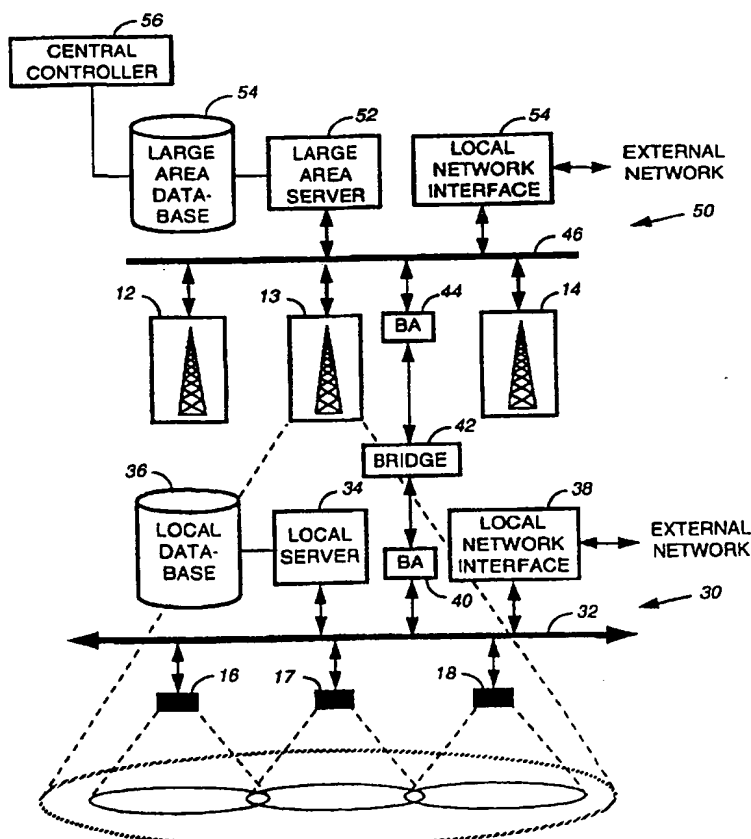 56
CENTRAL
CONTROLLER
54
52
54
LARGE
AREA
DATA-
BASE
LARGE
AREA
SERVER
LOCAL
NETWORK
INTERFACE
EXTERNAL
NETWORK
50
46
12
13
44
14
BA
42
BRIDGE
36
34
38
LOCAL
DATA-
BASE
LOCAL
SERVER
BA
40
LOCAL
NETWORK
INTERFACE
EXTERNAL
NETWORK
30
32
16
17
18